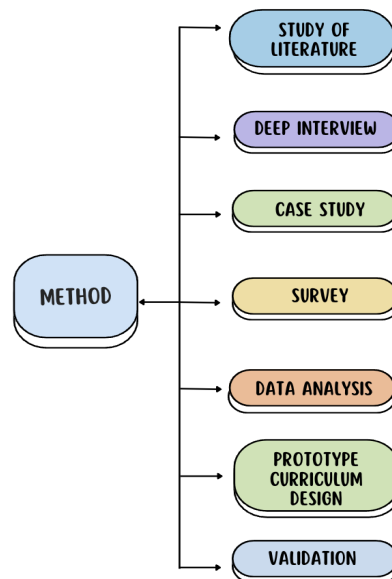 STUDY OF
LITERATURE
DEEP INTERVIEW
CASE STUDY
METHOD
SURVEY
DATA ANALYSIS
PROTOTYPE
CURRICULUM
DESIGN
VALIDATION